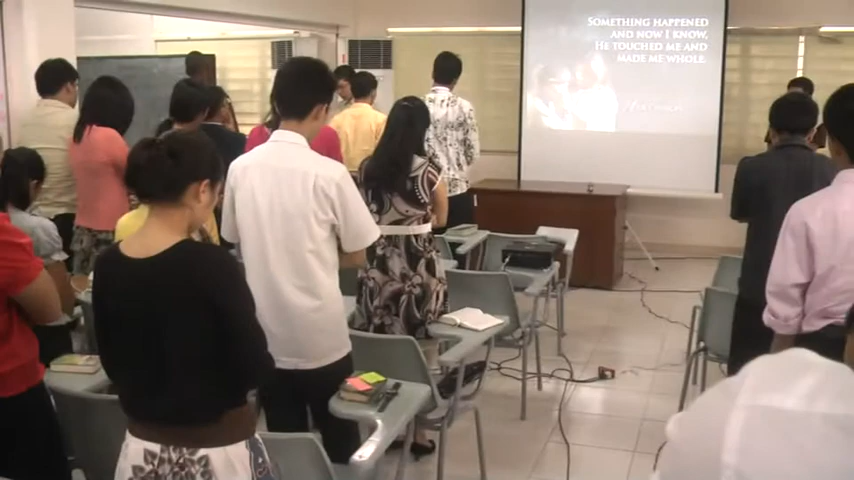 SOMETHING HAPPENED
AND NOW I KNOW,
HE TOUCHED ME AND
MADE ME WHOLE.